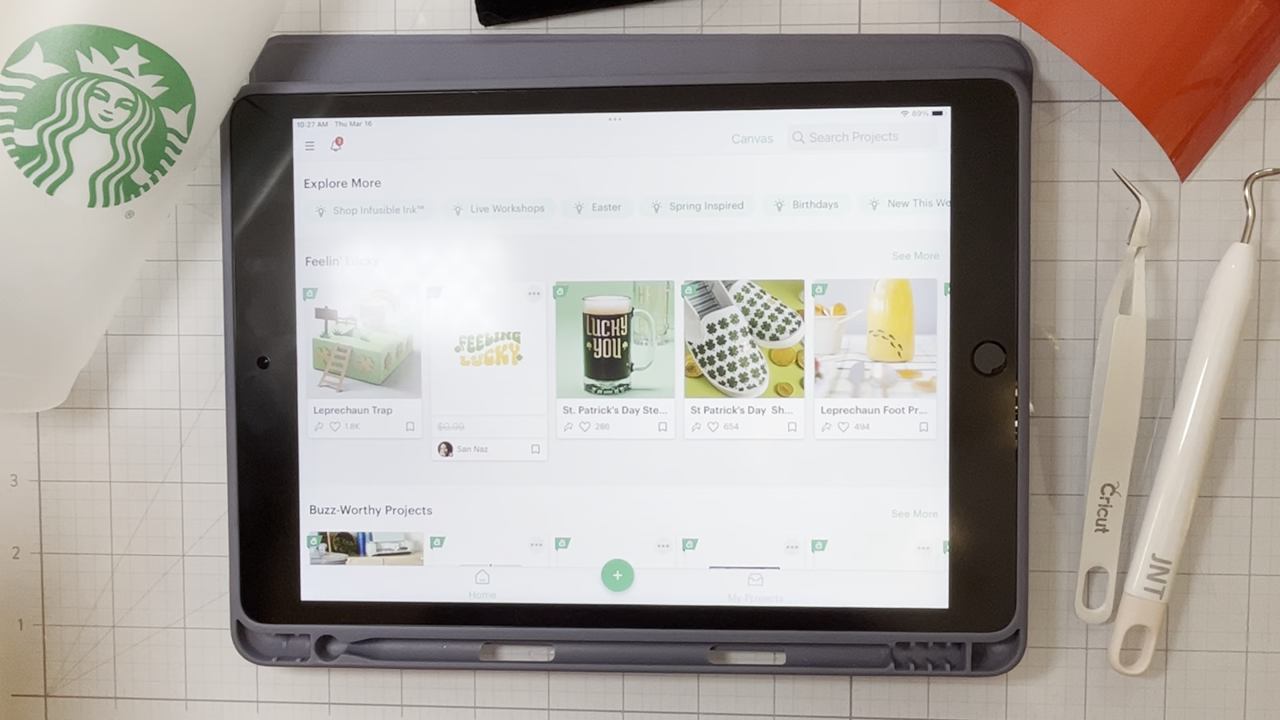 10:27 AM Thu Mar 16
89%
Canvas
Search Projects
Explore More
Shop Infusible Ink™
Live Workshops
Easter
Spring Inspired
Birthdays
New This We
Feelin' Lucky
See More
FEELING
LUCKY
LUCKY
YOU
Leprechaun Trap
1.8K
$0.99
San Naz
St. Patrick's Day Ste...
286
St Patrick's Day Sh...
654
Leprechaun Foot Pr...
494
Buzz-Worthy Projects
See More
Home
My Projects
3
2
1
Cricut
JNT
®